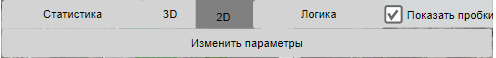 Статистика 3D 2D Логика Показать пробки
Изменить параметры